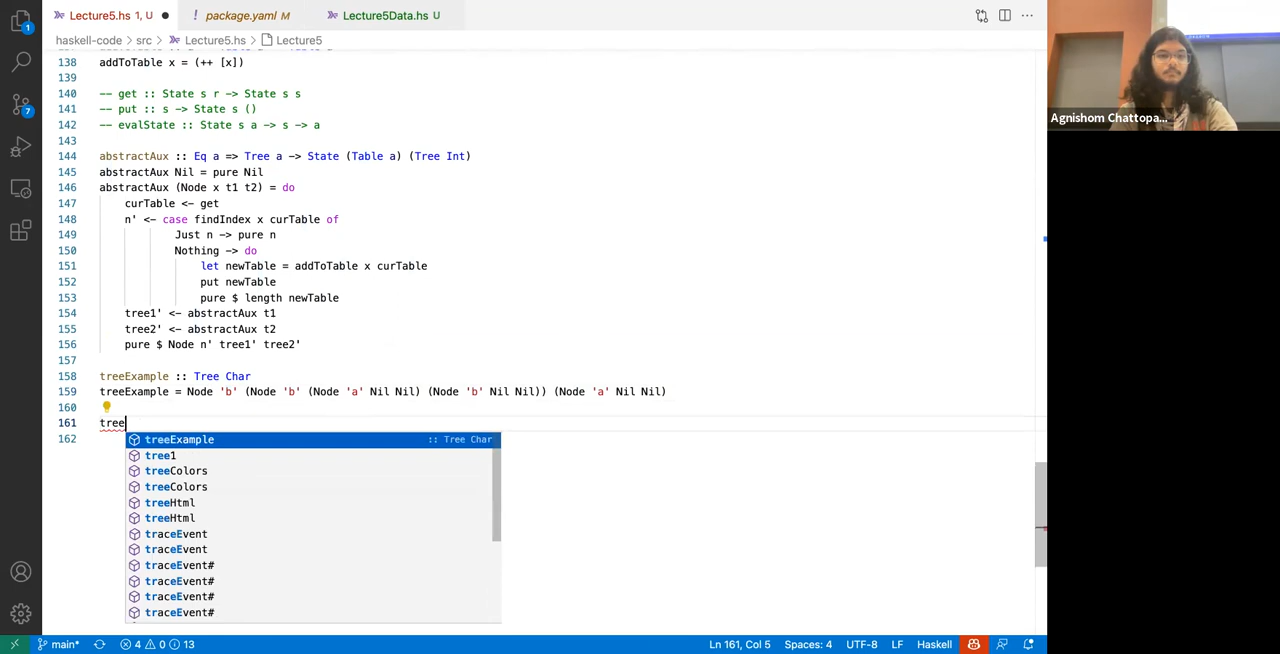 Lecture5.hs 1, U
! package.yaml M
Lecture5Data.hs U
haskell-code > src > Lecture5.hs > Lecture5
138 addToTable x = (++ [x])
139
140 -- get :: State s r -> State s s
141 -- put :: s -> State s ()
142 -- evalState :: State s a -> s -> a
143
144 abstractAux :: Eq a => Tree a -> State (Table a) (Tree Int)
145 abstractAux Nil = pure Nil
146 abstractAux (Node x t1 t2) = do
147 curTable <- get
148 n' <- case findIndex x curTable of
149 Just n -> pure n
150 Nothing -> do
151 let newTable = addToTable x curTable
152 put newTable
153 pure $ length newTable
154 tree1' <- abstractAux t1
155 tree2' <- abstractAux t2
156 pure $ Node n' tree1' tree2'
157
158 treeExample :: Tree Char
159 treeExample = Node 'b' (Node 'b' (Node 'a' Nil Nil) (Node 'b' Nil Nil)) (Node 'a' Nil Nil)
160
161 tree
162
treeExample :: Tree Char
tree1
treeColors
treeColors
treeHtml
treeHtml
traceEvent
traceEvent
traceEvent#
traceEvent#
traceEvent#
traceEvent#
1
7
main* 4 0 13 Ln 161, Col 5 Spaces: 4 UTF-8 LF Haskell
Agnishom Chattopa...